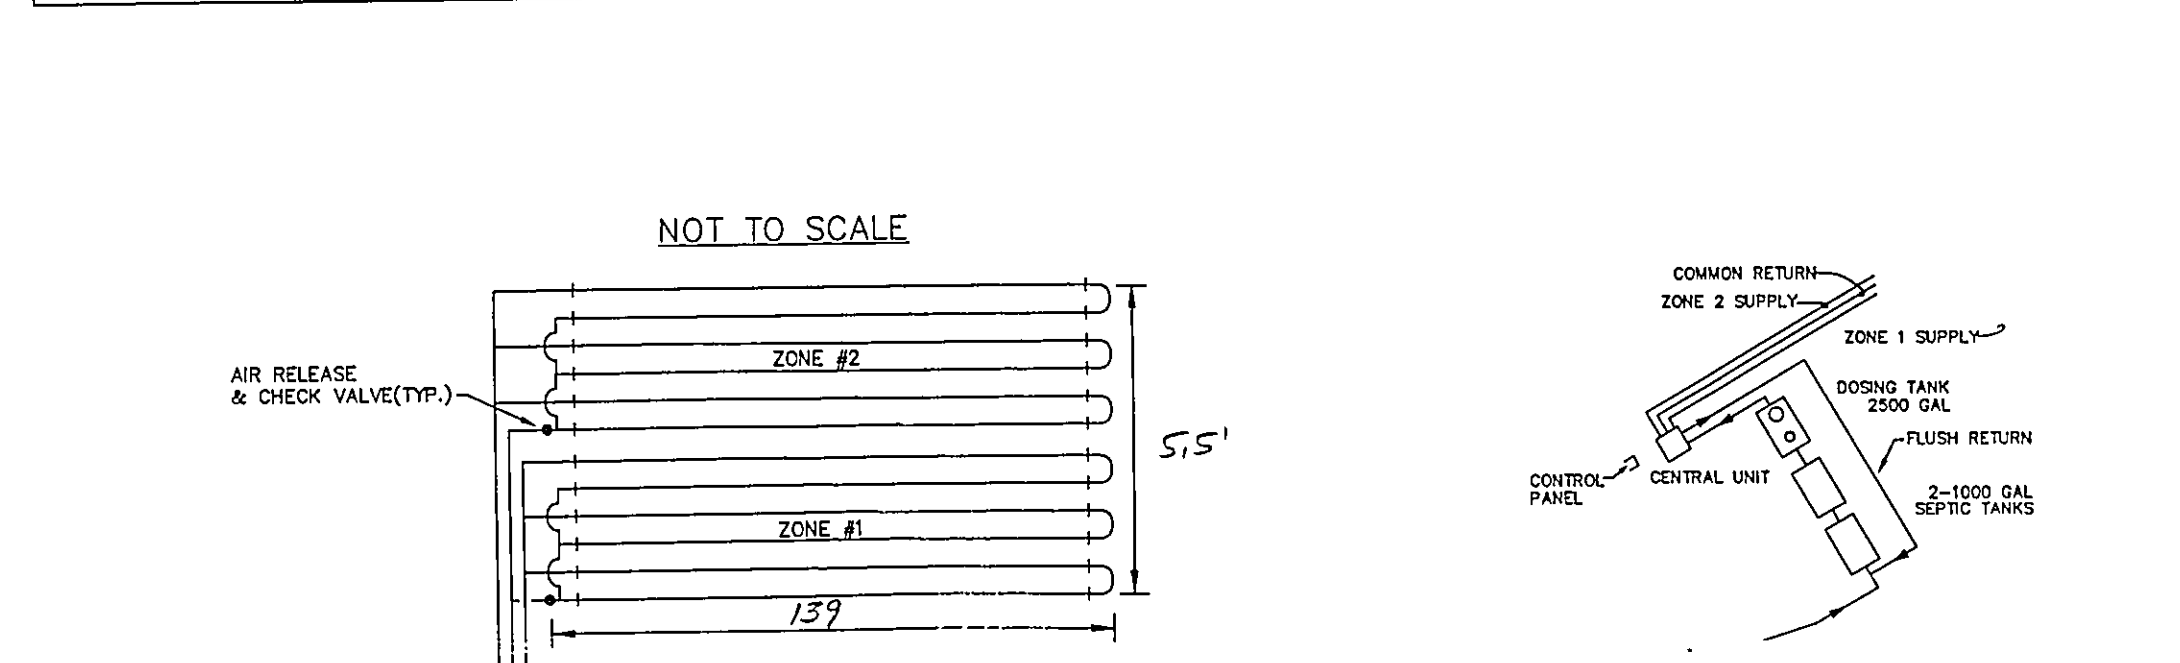 NOT TO SCALE
AIR RELEASE
& CHECK VALVE(TYP.)
ZONE #2
ZONE #1
5,5'
139
COMMON RETURN
ZONE 2 SUPPLY
ZONE 1 SUPPLY
DOSING TANK
2500 GAL
FLUSH RETURN
CONTROL
PANEL
CENTRAL UNIT
2-1000 GAL
SEPTIC TANKS